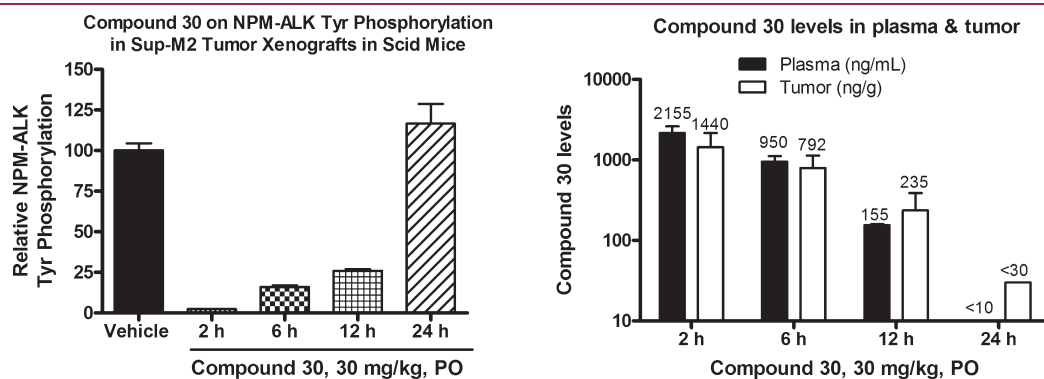 Compound 30 on NPM-ALK Tyr Phosphorylation
in Sup-M2 Tumor Xenografts in Scid Mice
Relative NPM-ALK
Tyr Phosphorylation
150
125
100
75
50
25
0
Vehicle 2 h 6 h 12 h 24 h
Compound 30, 30 mg/kg, PO
Compound 30 levels in plasma & tumor
Plasma (ng/mL)
Tumor (ng/g)
Compound 30 levels
10000
1000
100
10
2155 1440
950 792
155 235
<10 <30
2 h 6 h 12 h 24 h
Compound 30, 30 mg/kg, PO